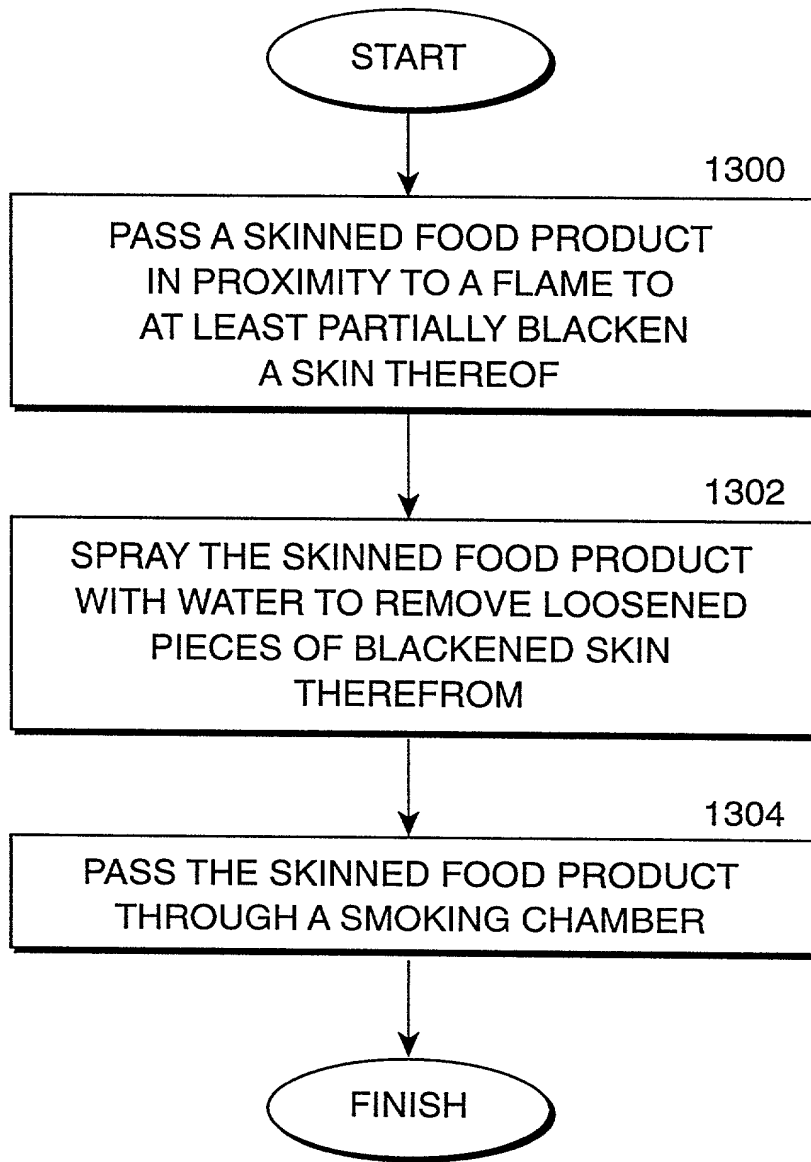 START
1300
PASS A SKINNED FOOD PRODUCT
IN PROXIMITY TO A FLAME TO
AT LEAST PARTIALLY BLACKEN
A SKIN THEREOF
1302
SPRAY THE SKINNED FOOD PRODUCT
WITH WATER TO REMOVE LOOSENED
PIECES OF BLACKENED SKIN
THEREFROM
1304
PASS THE SKINNED FOOD PRODUCT
THROUGH A SMOKING CHAMBER
FINISH